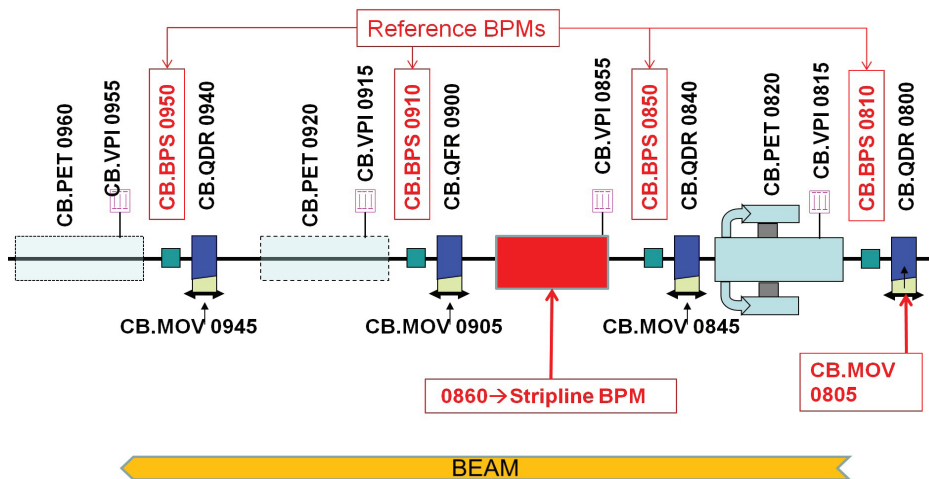 Reference BPMs
CB.PET 0960
CB.VPI 0955
CB.BPS 0950
CB.QDR 0940
CB.PET 0920
CB.VPI 0915
CB.BPS 0910
CB.QFR 0900
CB.VPI 0855
CB.BPS 0850
CB.QDR 0840
CB.PET 0820
CB.VPI 0815
CB.BPS 0810
CB.QDR 0800
CB.MOV 0945
CB.MOV 0905
CB.MOV 0845
0860→Stripline BPM
CB.MOV
0805
BEAM